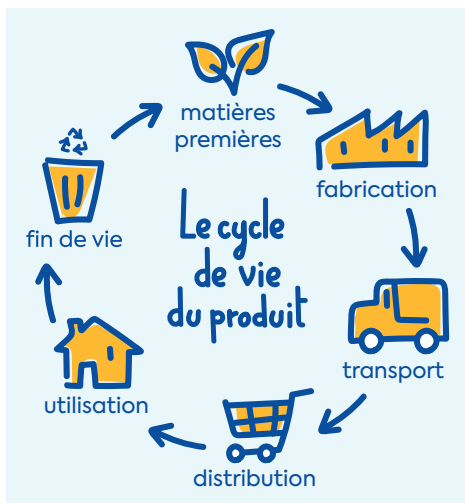 matières
premières
fabrication
transport
distribution
utilisation
fin de vie
Le cycle
de vie
du produit